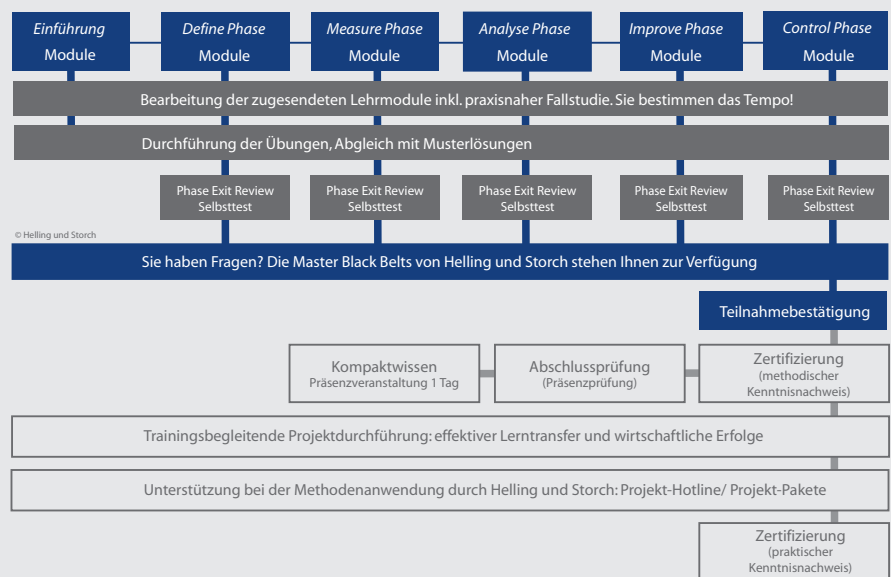 Einführung
Module
Define Phase
Module
Measure Phase
Module
Analyse Phase
Module
Improve Phase
Module
Control Phase
Module
Bearbeitung der zugesendeten Lehrmodule inkl. praxisnaher Fallstudie. Sie bestimmen das Tempo!
Durchführung der Übungen, Abgleich mit Musterlösungen
Phase Exit Review
Selbsttest
Phase Exit Review
Selbsttest
Phase Exit Review
Selbsttest
Phase Exit Review
Selbsttest
Phase Exit Review
Selbsttest
© Helling und Storch
Sie haben Fragen? Die Master Black Belts von Helling und Storch stehen Ihnen zur Verfügung
Teilnahmebestätigung
Kompaktwissen
Präsenzveranstaltung 1 Tag
Abschlussprüfung
(Präsenzprüfung)
Zertifizierung
(methodischer
Kenntnisnachweis)
Trainingsbegleitende Projektdurchführung: effektiver Lerntransfer und wirtschaftliche Erfolge
Unterstützung bei der Methodenanwendung durch Helling und Storch: Projekt-Hotline/ Projekt-Pakete
Zertifizierung
(praktischer
Kenntnisnachweis)